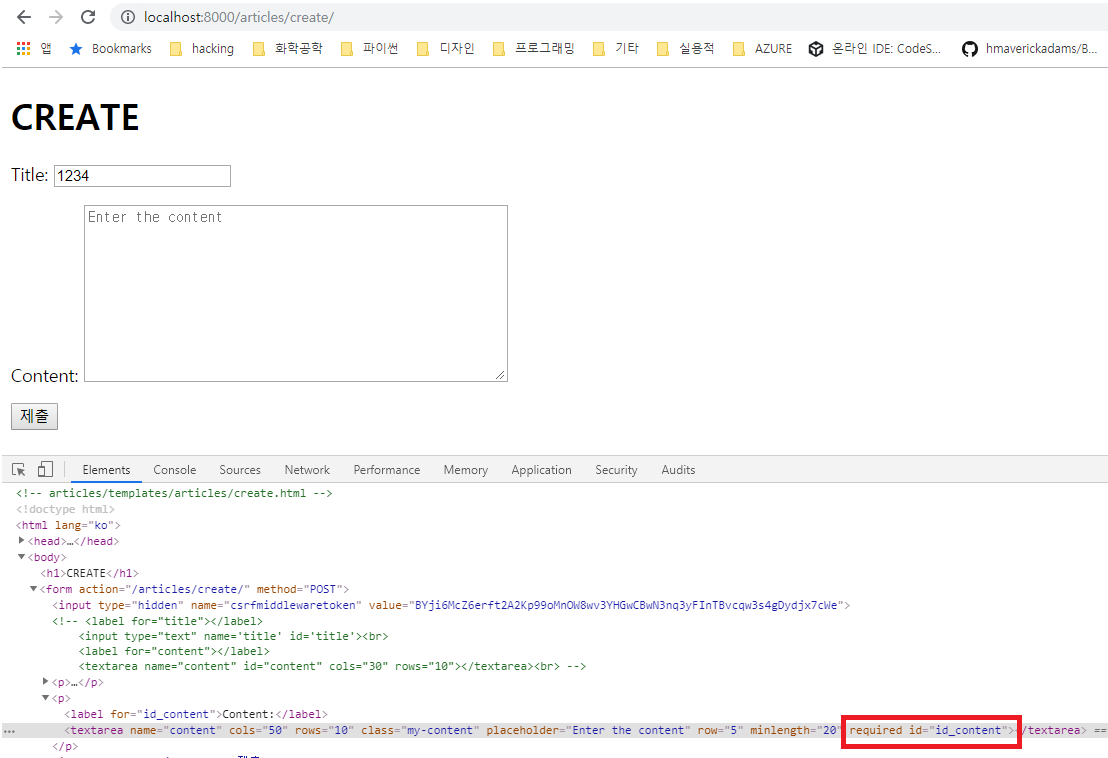 localhost:8000/articles/create/
앱 Bookmarks hacking 화학공학 파이썬 디자인 프로그래밍 기타 실용적 AZURE 온라인 IDE: CodeS... hmaverickadams/B...
CREATE
Title: 1234
Enter the content
Content:
제출
Elements Console Sources Network Performance Memory Application Security Audits
<!-- articles/templates/articles/create.html -->
<!doctype html>
<html lang="ko">
<head>…</head>
<body>
<h1>CREATE</h1>
<form action="/articles/create/" method="POST">
<input type="hidden" name="csrfmiddlewaretoken" value="BYji6McZ6erft2A2Kp99oMnOW8wv3YHGwCBwN3nq3yFInTBvcqw3s4gDydjx7cWe">
<!-- <label for="title"></label>
<input type="text" name='title' id='title'><br>
<label for="content"></label>
<textarea name="content" id="content" cols="30" rows="10"></textarea><br> -->
<p>…</p>
<p>
<label for="id_content">Content:</label>
<textarea name="content" cols="50" rows="10" class="my-content" placeholder="Enter the content" row="5" minlength="20" required id="id_content"></textarea> ==
</p>